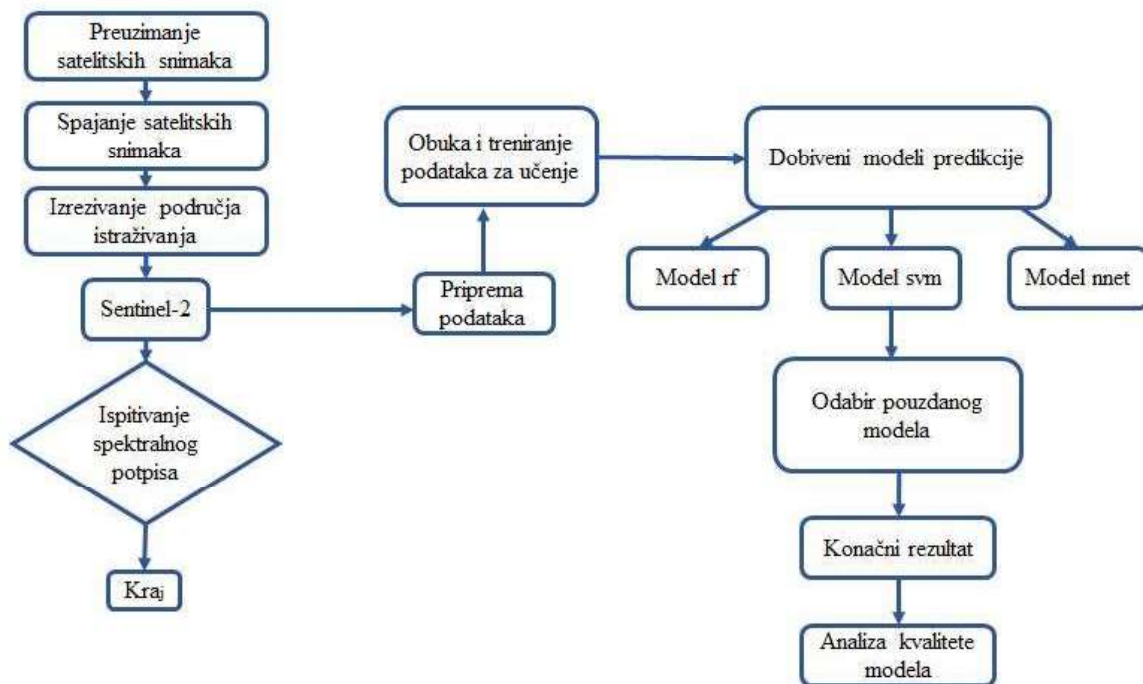 Preuzimanje
satelitskih snimaka
Spajanje satelitskih
snimaka
Izrezivanje područja
istraživanja
Sentinel-2
Ispitivanje
spektralnog
potpisa
Kraj
Priprema
podataka
Obuka i treniranje
podataka za učenje
Dobiveni modeli predikcije
Model rf
Model svm
Model nnet
Odabir pouzdanog
modela
Konačni rezultat
Analiza kvalitete
modela